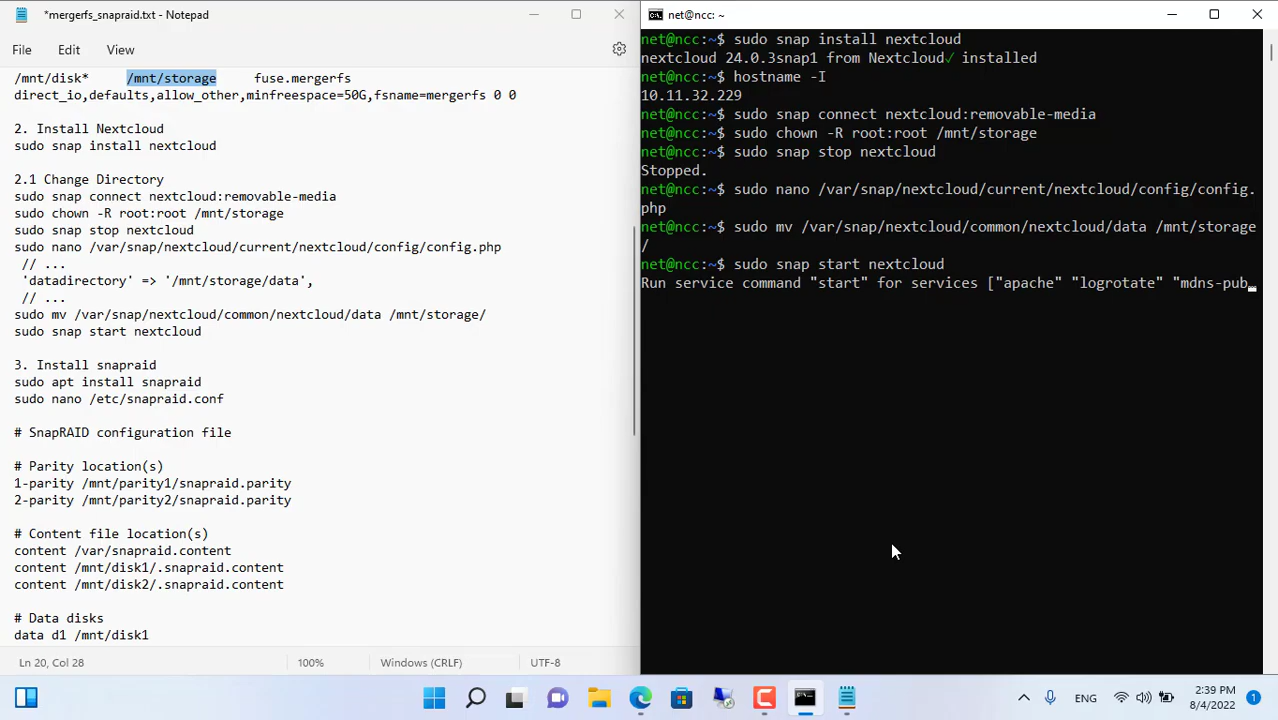 *mergerfs_snapraid.txt - Notepad
File Edit View
/mnt/disk* /mnt/storage fuse.mergerfs
direct_io,defaults,allow_other,minfreespace=50G,fsname=mergerfs 0 0
2. Install Nextcloud
sudo snap install nextcloud
2.1 Change Directory
sudo snap connect nextcloud:removable-media
sudo chown -R root:root /mnt/storage
sudo snap stop nextcloud
sudo nano /var/snap/nextcloud/current/nextcloud/config/config.php
// ...
'datadirectory' => '/mnt/storage/data',
// ...
sudo mv /var/snap/nextcloud/common/nextcloud/data /mnt/storage/
sudo snap start nextcloud
3. Install snapraid
sudo apt install snapraid
sudo nano /etc/snapraid.conf
# SnapRAID configuration file
# Parity location(s)
1-parity /mnt/parity1/snapraid.parity
2-parity /mnt/parity2/snapraid.parity
# Content file location(s)
content /var/snapraid.content
content /mnt/disk1/.snapraid.content
content /mnt/disk2/.snapraid.content
# Data disks
data d1 /mnt/disk1
Ln 20, Col 28 100% Windows (CRLF) UTF-8
net@ncc: ~
net@ncc:~$ sudo snap install nextcloud
nextcloud 24.0.3snap1 from Nextcloud✓ installed
net@ncc:~$ hostname -I
10.11.32.229
net@ncc:~$ sudo snap connect nextcloud:removable-media
net@ncc:~$ sudo chown -R root:root /mnt/storage
net@ncc:~$ sudo snap stop nextcloud
Stopped.
net@ncc:~$ sudo nano /var/snap/nextcloud/current/nextcloud/config/config.
php
net@ncc:~$ sudo mv /var/snap/nextcloud/common/nextcloud/data /mnt/storage
/
net@ncc:~$ sudo snap start nextcloud
Run service command "start" for services ["apache" "logrotate" "mdns-pub…
ENG
2:39 PM
8/4/2022
1